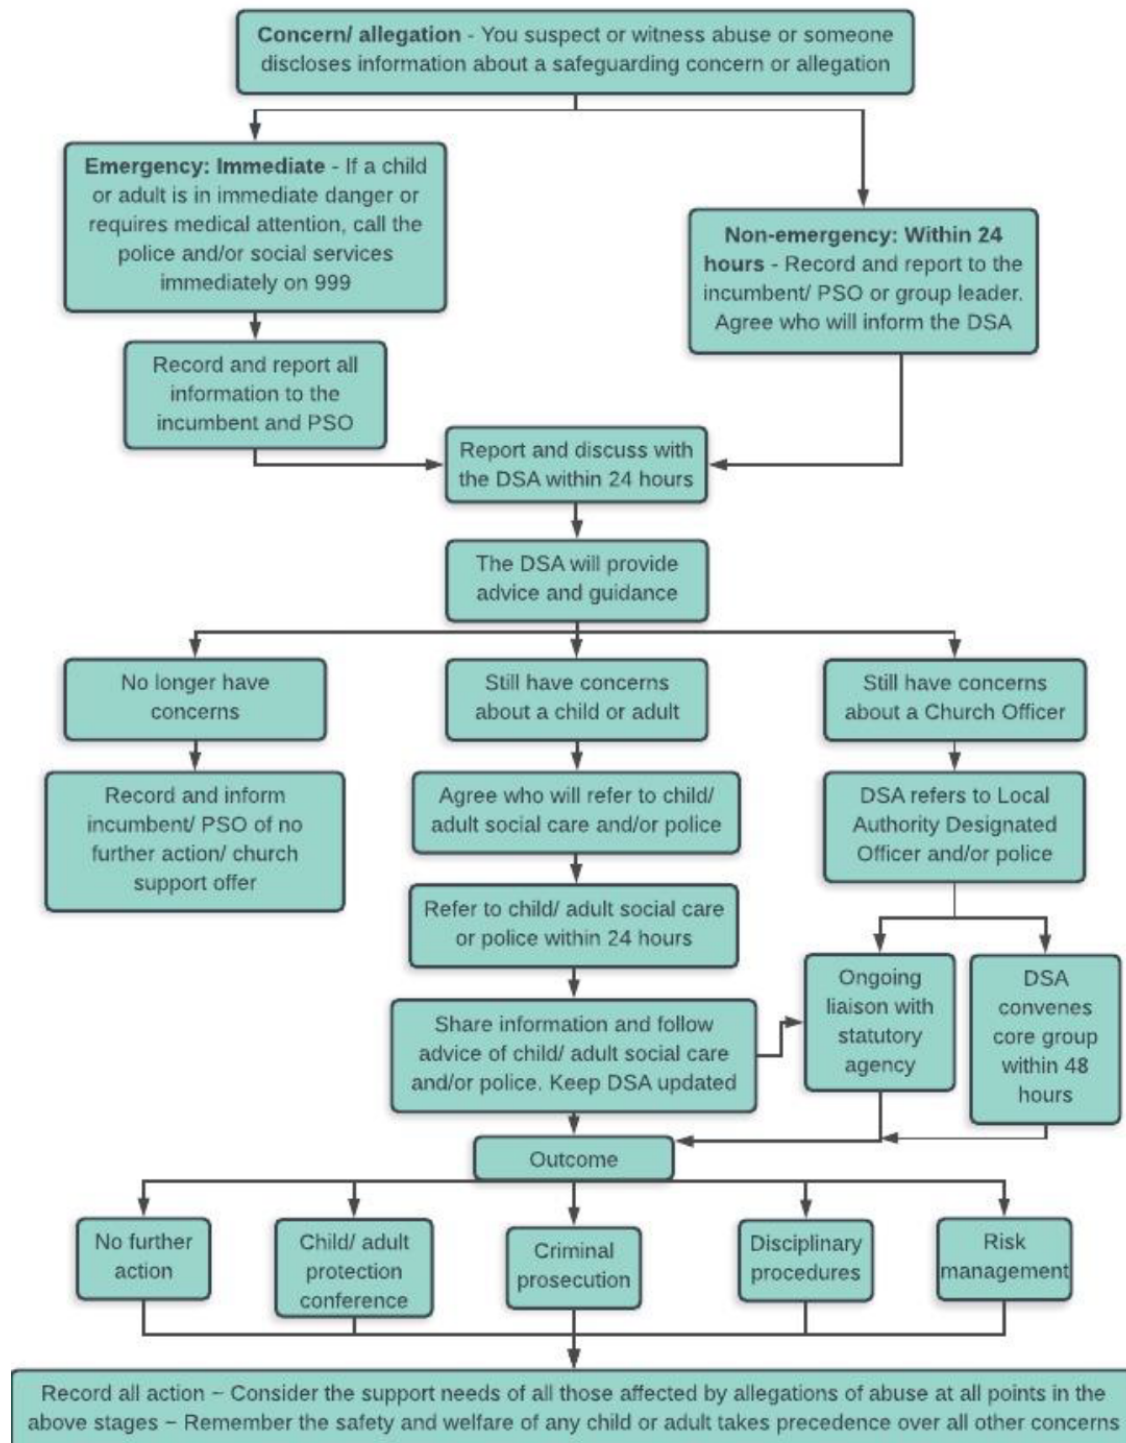 Concern/ allegation - You suspect or witness abuse or someone
discloses information about a safeguarding concern or allegation
Emergency: Immediate - If a child
or adult is in immediate danger or
requires medical attention, call the
police and/or social services
immediately on 999
Non-emergency: Within 24
hours - Record and report to the
incumbent/ PSO or group leader.
Agree who will inform the DSA
Record and report all
information to the
incumbent and PSO
Report and discuss with
the DSA within 24 hours
The DSA will provide
advice and guidance
No longer have
concerns
Still have concerns
about a child or adult
Still have concerns
about a Church Officer
Record and inform
incumbent/ PSO of no
further action/ church
support offer
Agree who will refer to child/
adult social care and/or police
DSA refers to Local
Authority Designated
Officer and/or police
Refer to child/ adult social care
or police within 24 hours
Share information and follow
advice of child/ adult social care
and/or police. Keep DSA updated
Ongoing
liaison with
statutory
agency
DSA
convenes
core group
within 48
hours
Outcome
No further
action
Child/ adult
protection
conference
Criminal
prosecution
Disciplinary
procedures
Risk
management
Record all action ~ Consider the support needs of all those affected by allegations of abuse at all points in the
above stages ~ Remember the safety and welfare of any child or adult takes precedence over all other concerns